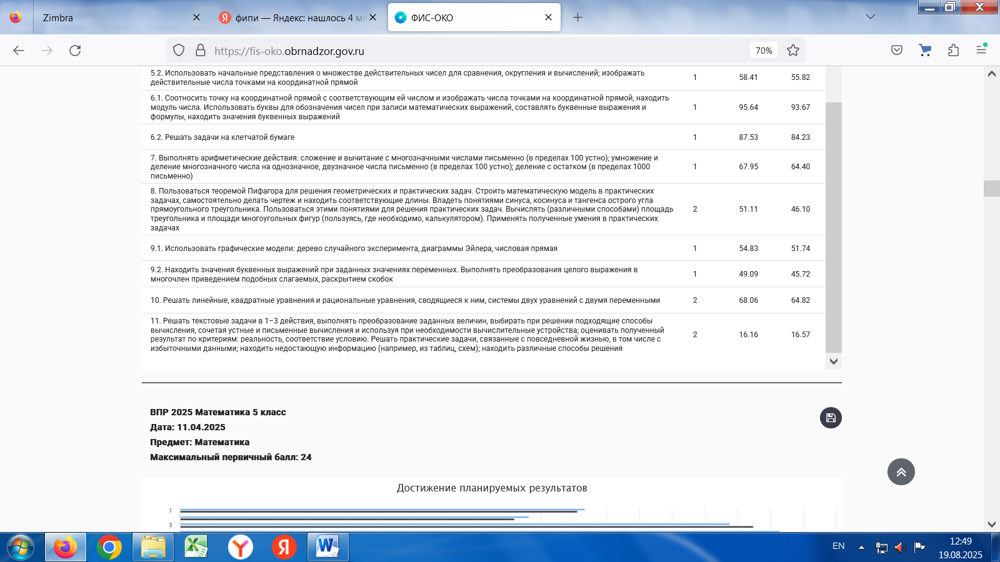 Zimbra
фипи — Яндекс: нашлось 4 мл
ФИС-ОКО
https://fis-oko.obrnadzor.gov.ru
70%
5.2. Использовать начальные представления о множестве действительных чисел для сравнения, округления и вычислений; изображать
действительные числа точками на координатной прямой
1 58.41 55.82
6.1. Соотносить точку на координатной прямой с соответствующим ей числом и изображать числа точками на координатной прямой, находить
модуль числа. Использовать буквы для обозначения чисел при записи математических выражений, составлять буквенные выражения и
формулы, находить значения буквенных выражений
1 95.64 93.67
6.2. Решать задачи на клетчатой бумаге 1 87.53 84.23
7. Выполнять арифметические действия: сложение и вычитание с многозначными числами письменно (в пределах 100 устно); умножение и
деление многозначного числа на однозначное, двузначное числа письменно (в пределах 100 устно); деление с остатком (в пределах 1000
письменно)
1 67.95 64.40
8. Пользоваться теоремой Пифагора для решения геометрических и практических задач. Строить математическую модель в практических
задачах, самостоятельно делать чертеж и находить соответствующие длины. Владеть понятиями синуса, косинуса и тангенса острого угла
прямоугольного треугольника. Пользоваться этими понятиями для решения практических задач. Вычислять (различными способами) площадь
треугольника и площади многоугольных фигур (пользуясь, где необходимо, калькулятором). Применять полученные умения в практических
задачах
2 51.11 46.10
9.1. Использовать графические модели: дерево случайного эксперимента, диаграммы Эйлера, числовая прямая 1 54.83 51.74
9.2. Находить значения буквенных выражений при заданных значениях переменных. Выполнять преобразования целого выражения в
многочлен приведением подобных слагаемых, раскрытием скобок
1 49.09 45.72
10. Решать линейные, квадратные уравнения и рациональные уравнения, сводящиеся к ним, системы двух уравнений с двумя переменными 2 68.06 64.82
11. Решать текстовые задачи в 1–3 действия, выполнять преобразование заданных величин, выбирать при решении подходящие способы
вычисления, сочетая устные и письменные вычисления и используя при необходимости вычислительные устройства; оценивать полученный
результат по критериям: реальность, соответствие условию. Решать практические задачи, связанные с повседневной жизнью, в том числе с
избыточными данными; находить недостающую информацию (например, из таблиц, схем); находить различные способы решения
2 16.16 16.57
ВПР 2025 Математика 5 класс
Дата: 11.04.2025
Предмет: Математика
Максимальный первичный балл: 24
Достижение планируемых результатов
1
3
EN
12:49
19.08.2025